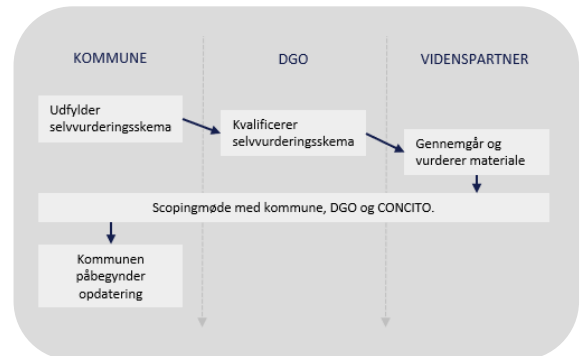 KOMMUNE
DGO
VIDENSPARTNER
Udfylder
selvvurderingsskema
Kvalificerer
selvvurderingsskema
Gennemgår og
vurderer materiale
Scopingmøde med kommune, DGO og CONCITO.
Kommunen
påbegynder
opdatering